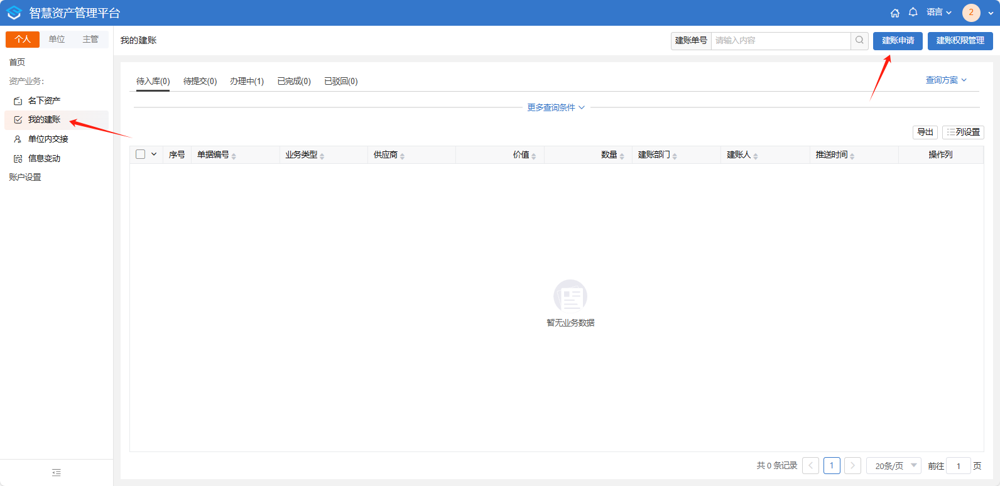 智慧资产管理平台
语言
2
个人 单位 主管
首页
资产业务：
名下资产
我的建账
单位内交接
信息变动
账户设置
我的建账
建账单号 请输入内容
建账申请
建账权限管理
待入库(0) 待提交(0) 办理中(1) 已完成(0) 已驳回(0)
查询方案
更多查询条件
导出 列设置
序号 单据编号 业务类型 供应商 价值 数量 建账部门 建账人 推送时间 操作列
暂无业务数据
共 0 条记录 1 20条/页 前往 1 页